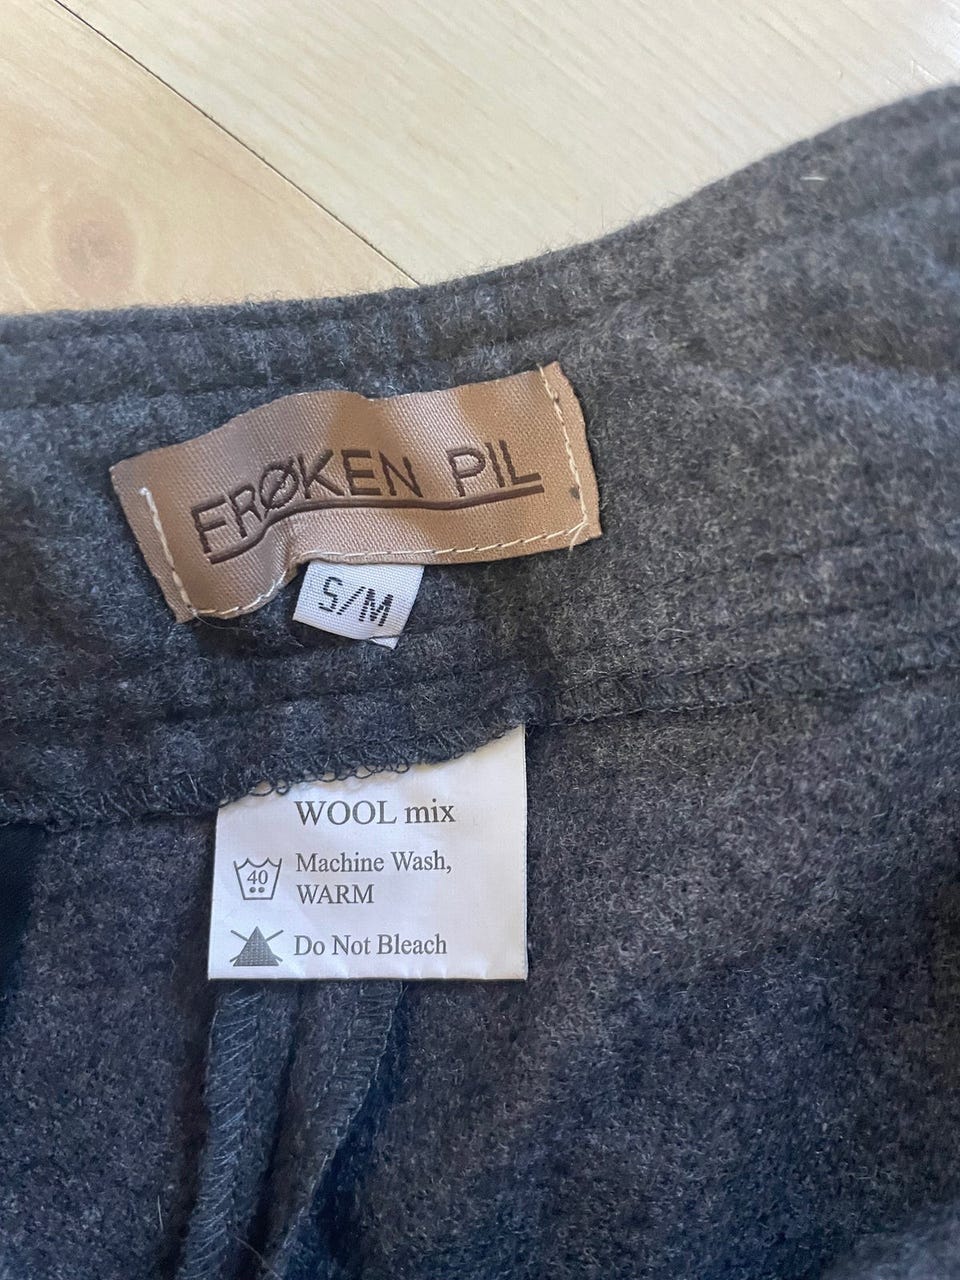 FRØKEN PIL
S/M
WOOL mix
40
Machine Wash,
WARM
Do Not Bleach